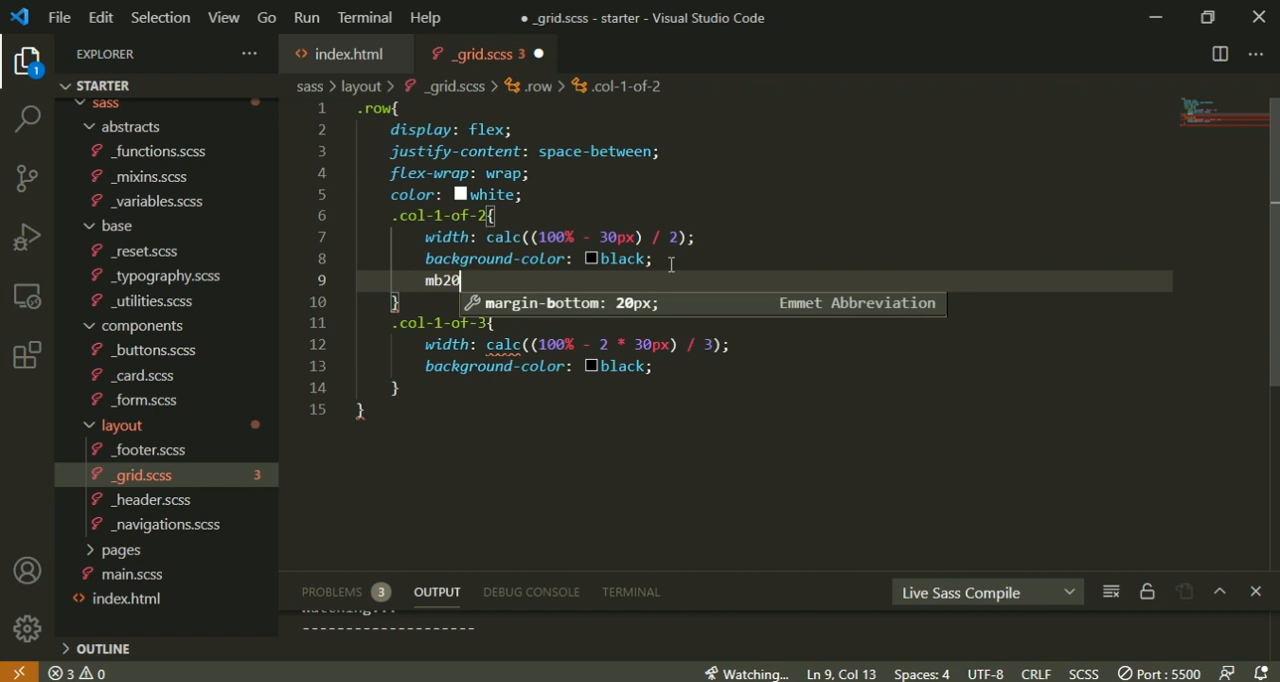 File Edit Selection View Go Run Terminal Help
● _grid.scss - starter - Visual Studio Code
1
EXPLORER ···
index.html
_grid.scss 3 ●
STARTER
sass > layout > _grid.scss > .row > .col-1-of-2
sass
abstracts
_functions.scss
_mixins.scss
_variables.scss
base
_reset.scss
_typography.scss
_utilities.scss
components
_buttons.scss
_card.scss
_form.scss
layout
_footer.scss
_grid.scss 3
_header.scss
_navigations.scss
pages
main.scss
index.html
OUTLINE
1 .row{
2 display: flex;
3 justify-content: space-between;
4 flex-wrap: wrap;
5 color: white;
6 .col-1-of-2{
7 width: calc((100% - 30px) / 2);
8 background-color: black;
9 mb20
margin-bottom: 20px; Emmet Abbreviation
10 }
11 .col-1-of-3{
12 width: calc((100% - 2 * 30px) / 3);
13 background-color: black;
14 }
15 }
PROBLEMS 3 OUTPUT DEBUG CONSOLE TERMINAL
Live Sass Compile
Watching...
--------------------
3 0
Watching... Ln 9, Col 13 Spaces: 4 UTF-8 CRLF SCSS Port : 5500